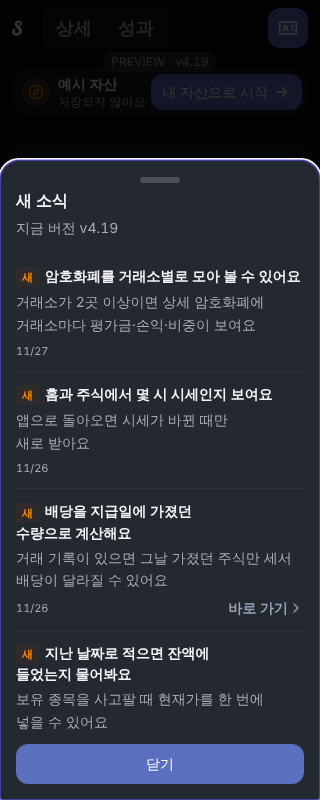 상세 성과
PREVIEW · v4.19
예시 자산
저장되지 않아요
내 자산으로 시작 →
새 소식
지금 버전 v4.19
새 암호화폐를 거래소별로 모아 볼 수 있어요
거래소가 2곳 이상이면 상세 암호화폐에
거래소마다 평가금·손익·비중이 보여요
11/27
새 홈과 주식에서 몇 시 시세인지 보여요
앱으로 돌아오면 시세가 바뀐 때만
새로 받아요
11/26
새 배당을 지급일에 가졌던
수량으로 계산해요
거래 기록이 있으면 그날 가졌던 주식만 세서
배당이 달라질 수 있어요
11/26
바로 가기 >
새 지난 날짜로 적으면 잔액에
들었는지 물어봐요
보유 종목을 사고팔 때 현재가를 한 번에
넣을 수 있어요
닫기